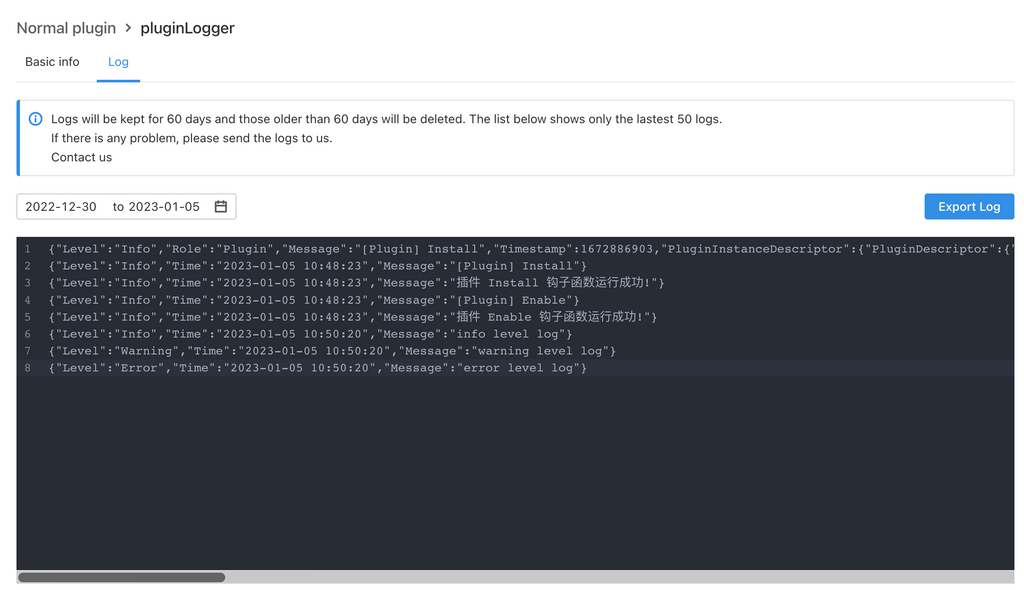 Normal plugin > pluginLogger
Basic info Log
Logs will be kept for 60 days and those older than 60 days will be deleted. The list below shows only the lastest 50 logs.
If there is any problem, please send the logs to us.
Contact us
2022-12-30 to 2023-01-05
Export Log
1 {"Level":"Info","Role":"Plugin","Message":"[Plugin] Install","Timestamp":1672886903,"PluginInstanceDescriptor":{"PluginDescriptor":{"
2 {"Level":"Info","Time":"2023-01-05 10:48:23","Message":"[Plugin] Install"}
3 {"Level":"Info","Time":"2023-01-05 10:48:23","Message":"插件 Install 钩子函数运行成功!"}
4 {"Level":"Info","Time":"2023-01-05 10:48:23","Message":"[Plugin] Enable"}
5 {"Level":"Info","Time":"2023-01-05 10:48:23","Message":"插件 Enable 钩子函数运行成功!"}
6 {"Level":"Info","Time":"2023-01-05 10:50:20","Message":"info level log"}
7 {"Level":"Warning","Time":"2023-01-05 10:50:20","Message":"warning level log"}
8 {"Level":"Error","Time":"2023-01-05 10:50:20","Message":"error level log"}